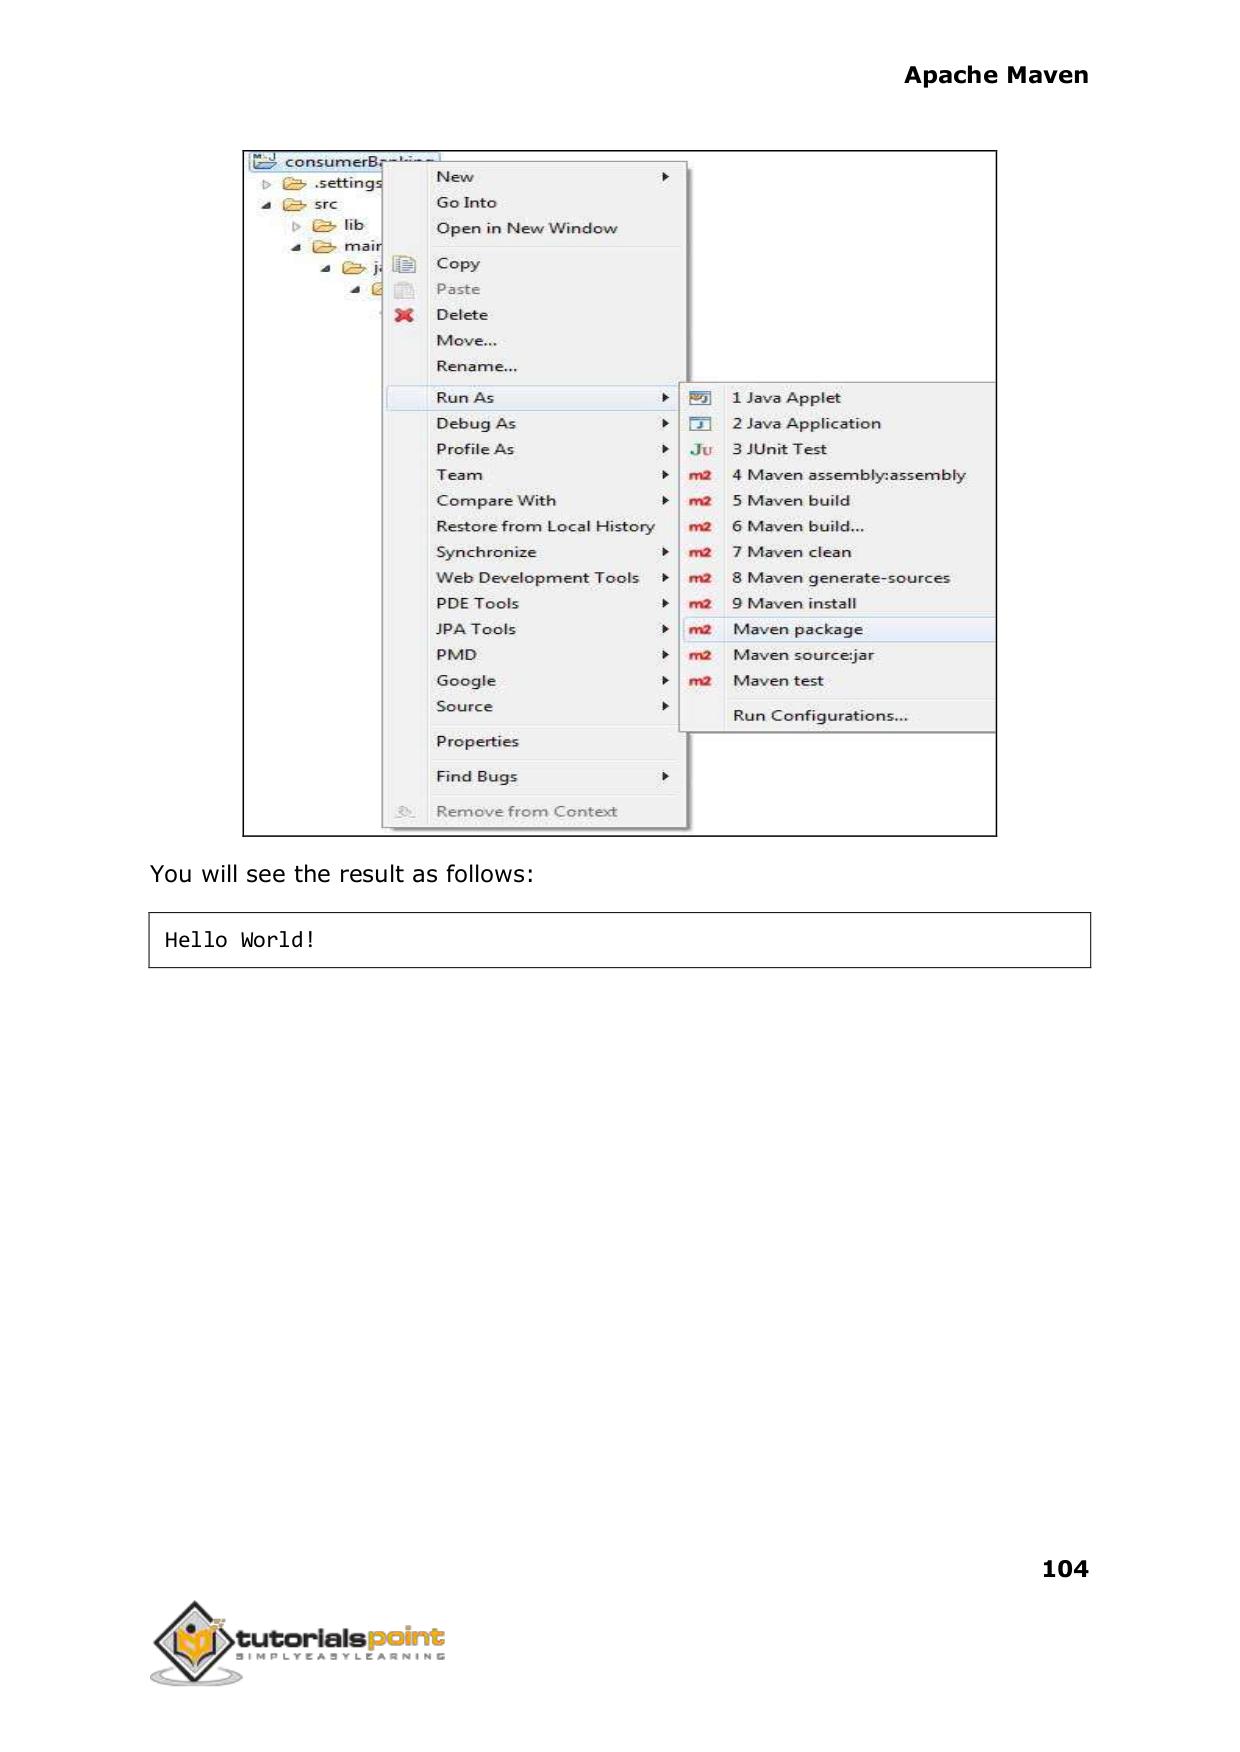 Apache Maven
consumerBanking
.settings
src
lib
New
Go Into
Open in New Window
Copy
Paste
Delete
Move...
Rename...
Run As
Debug As
Profile As
Team
Compare With
Restore from Local History
Synchronize
Web Development Tools
PDE Tools
JPA Tools
PMD
Google
Source
Properties
Find Bugs
Remove from Context
1 Java Applet
2 Java Application
Ju 3 JUnit Test
m2 4 Maven assembly:assembly
m2 5 Maven build
m2 6 Maven build...
m2 7 Maven clean
m2 8 Maven generate-sources
m2 9 Maven install
m2 Maven package
m2 Maven source:jar
m2 Maven test
Run Configurations...
You will see the result as follows:
Hello World!
104
tutorialspoint
SIMPLYEASYLEARNING